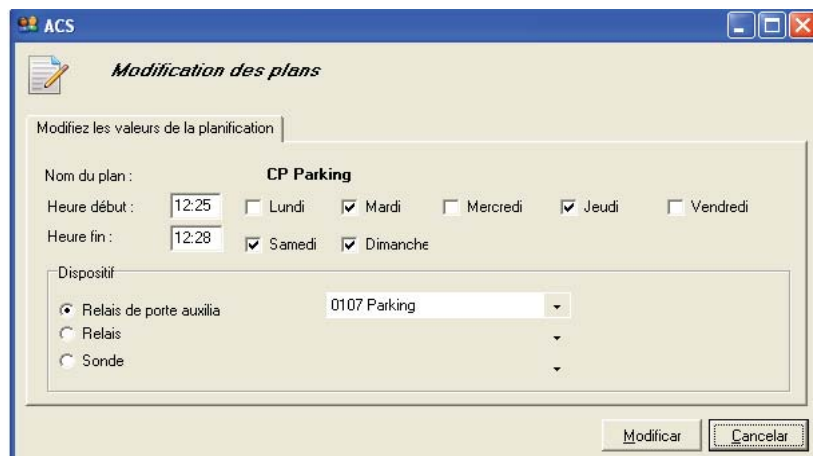 ACS
Modification des plans
Modifiez les valeurs de la planification
Nom du plan : CP Parking
Heure début : 12:25 Lundi Mardi Mercredi Jeudi Vendredi
Heure fin : 12:28 Samedi Dimanche
Dispositif
Relais de porte auxilia 0107 Parking
Relais
Sonde
Modificar Cancelar